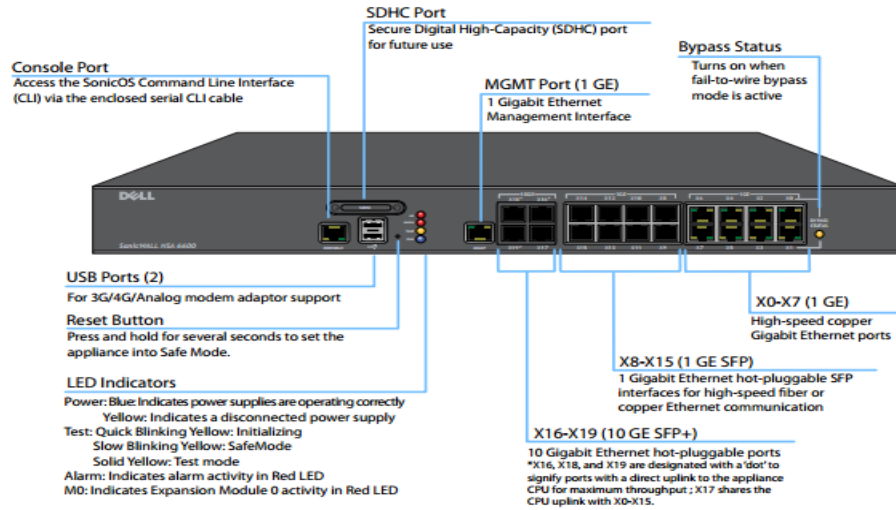 SDHC Port
Secure Digital High-Capacity (SDHC) port
for future use
Console Port
Access the SonicOS Command Line Interface
(CLI) via the enclosed serial CLI cable
MGMT Port (1 GE)
1 Gigabit Ethernet
Management Interface
Bypass Status
Turns on when
fail-to-wire bypass
mode is active
DELL
SonicWALL NSA 6600
BYPASS
STATUS
USB Ports (2)
For 3G/4G/Analog modem adaptor support
Reset Button
Press and hold for several seconds to set the
appliance into Safe Mode.
LED Indicators
Power: Blue: Indicates power supplies are operating correctly
Yellow: Indicates a disconnected power supply
Test: Quick Blinking Yellow: Initializing
Slow Blinking Yellow: SafeMode
Solid Yellow: Test mode
Alarm: Indicates alarm activity in Red LED
M0: Indicates Expansion Module 0 activity in Red LED
X0-X7 (1 GE)
High-speed copper
Gigabit Ethernet ports
X8-X15 (1 GE SFP)
1 Gigabit Ethernet hot-pluggable SFP
interfaces for high-speed fiber or
copper Ethernet communication
X16-X19 (10 GE SFP+)
10 Gigabit Ethernet hot-pluggable ports
*X16, X18, and X19 are designated with a 'dot' to
signify ports with a direct uplink to the appliance
CPU for maximum throughput ; X17 shares the
CPU uplink with X0-X15.